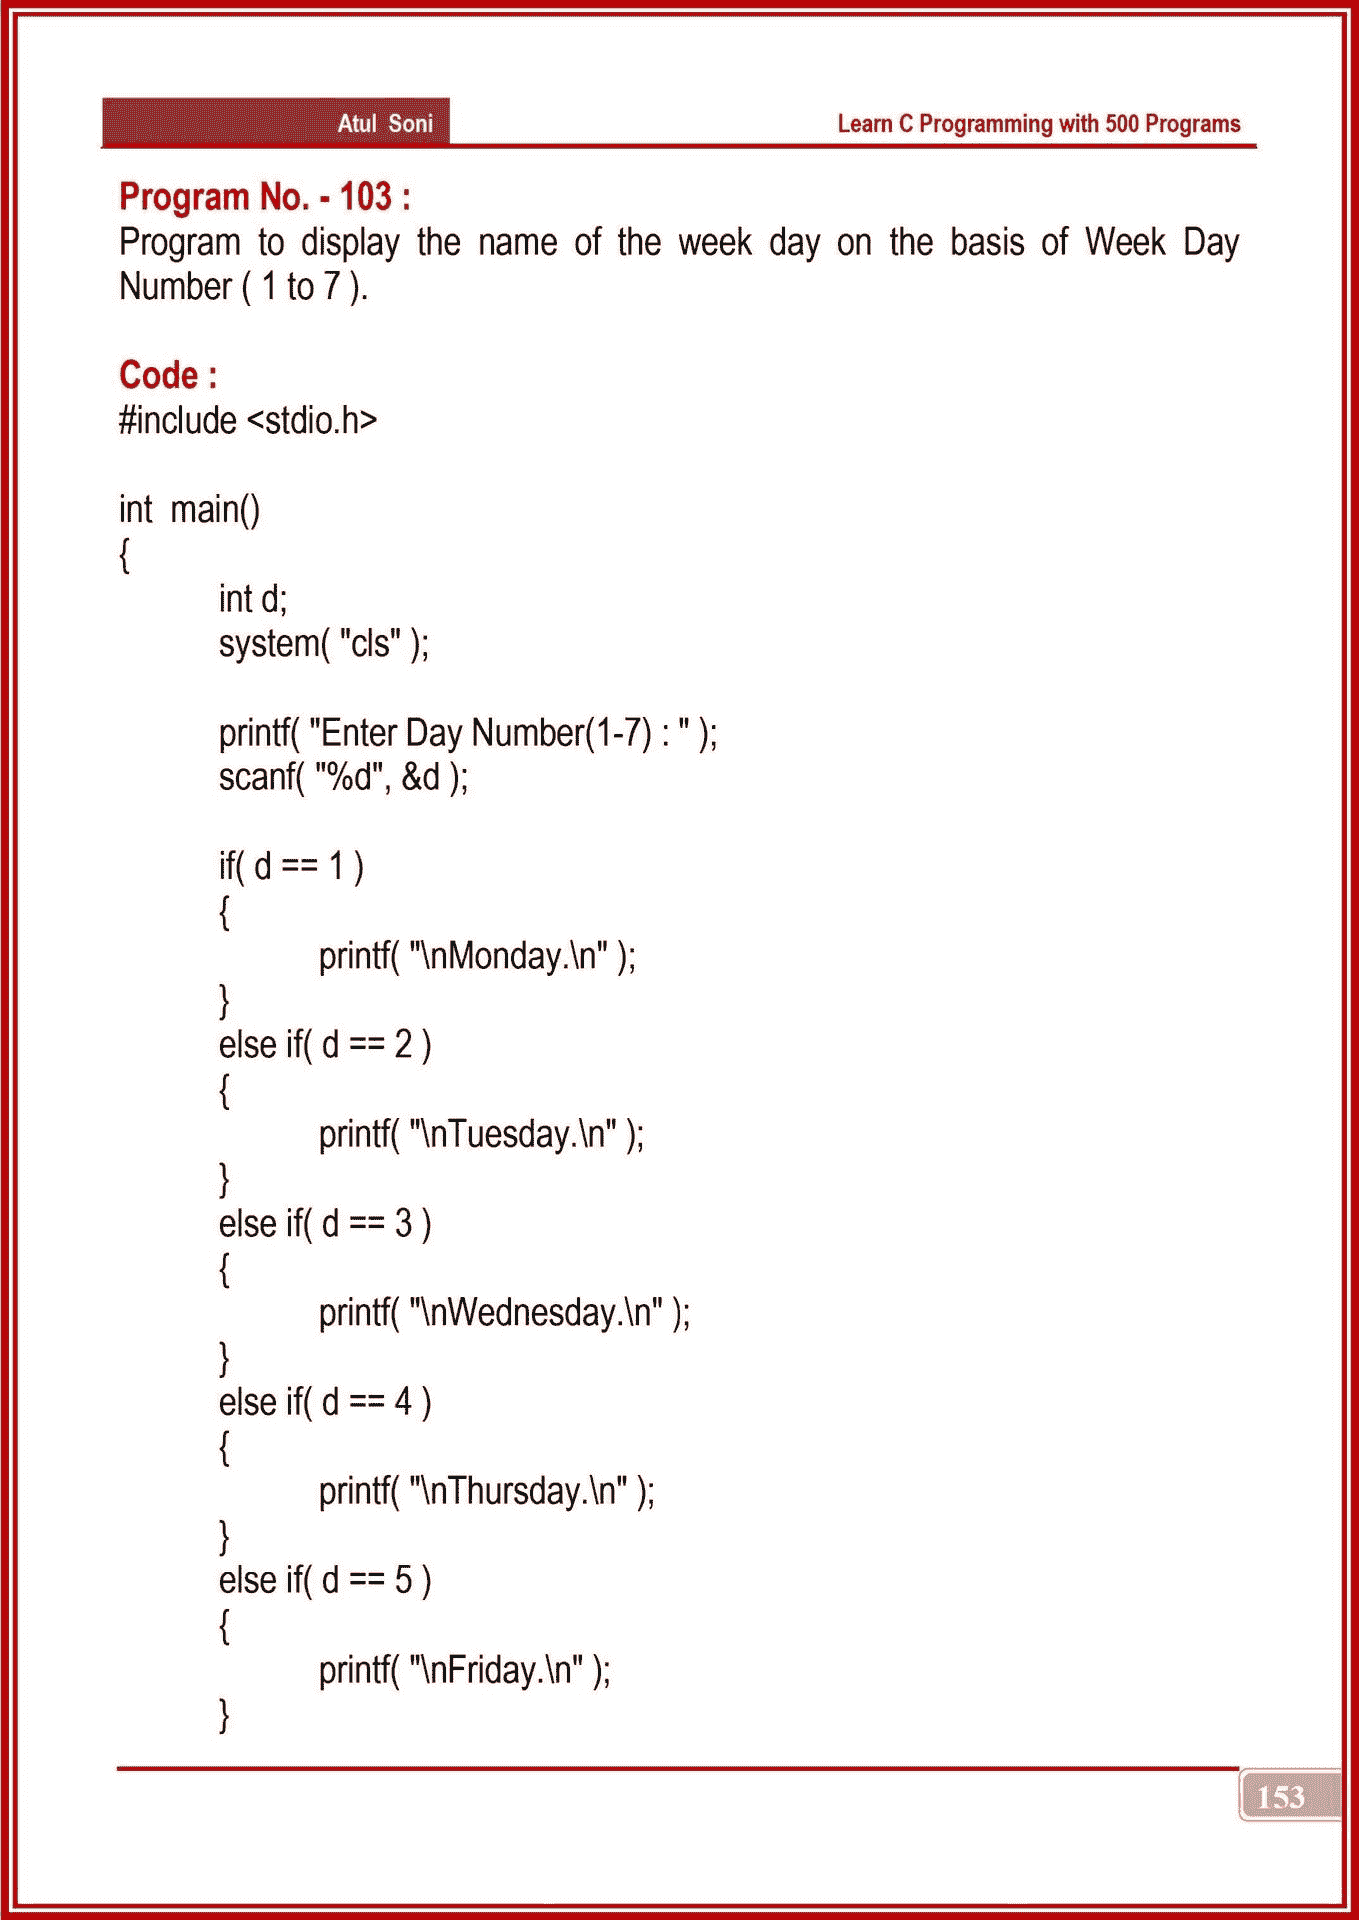 Atul Soni
Learn C Programming with 500 Programs
Program No. - 103 :
Program to display the name of the week day on the basis of Week Day
Number ( 1 to 7 ).
Code :
#include <stdio.h>
int main()
{
int d;
system( "cls" );
printf( "Enter Day Number(1-7) : " );
scanf( "%d", &d );
if( d == 1 )
{
printf( "\nMonday.\n" );
}
else if( d == 2 )
{
printf( "\nTuesday.\n" );
}
else if( d == 3 )
{
printf( "\nWednesday.\n" );
}
else if( d == 4 )
{
printf( "\nThursday.\n" );
}
else if( d == 5 )
{
printf( "\nFriday.\n" );
}
153